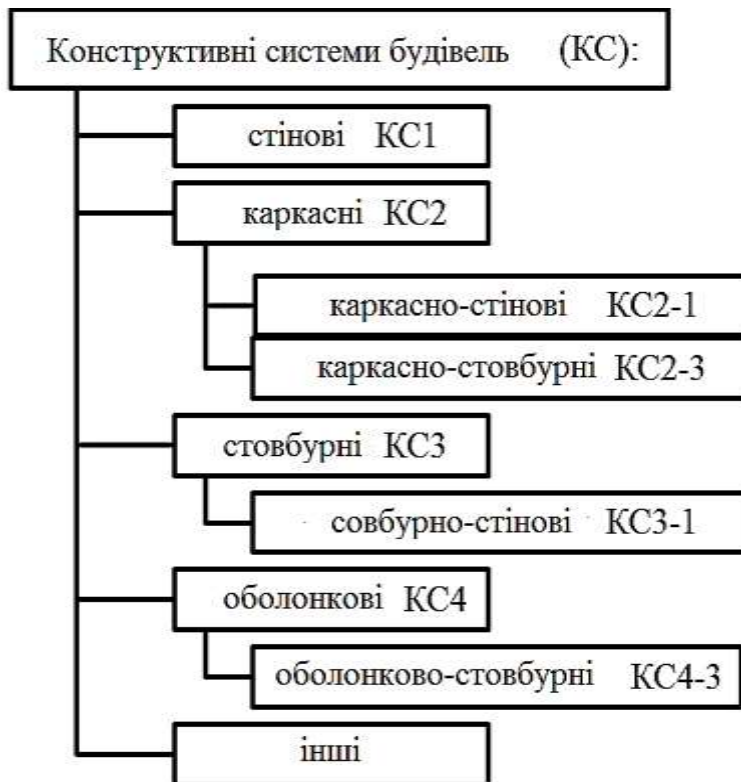 Конструктивні системи будівель (КС):
стінові КС1
каркасні КС2
каркасно-стінові КС2-1
каркасно-стовбурні КС2-3
стовбурні КС3
совбурно-стінові КС3-1
оболонкові КС4
оболонково-стовбурні КС4-3
інші